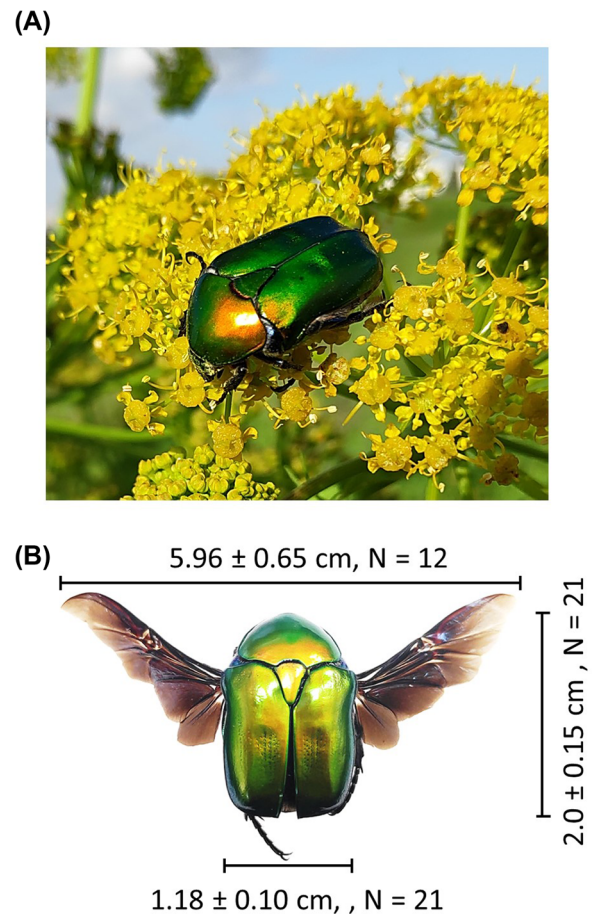 (A)
(B)
5.96 ± 0.65 cm, N = 12
2.0 ± 0.15 cm , N = 21
1.18 ± 0.10 cm, , N = 21